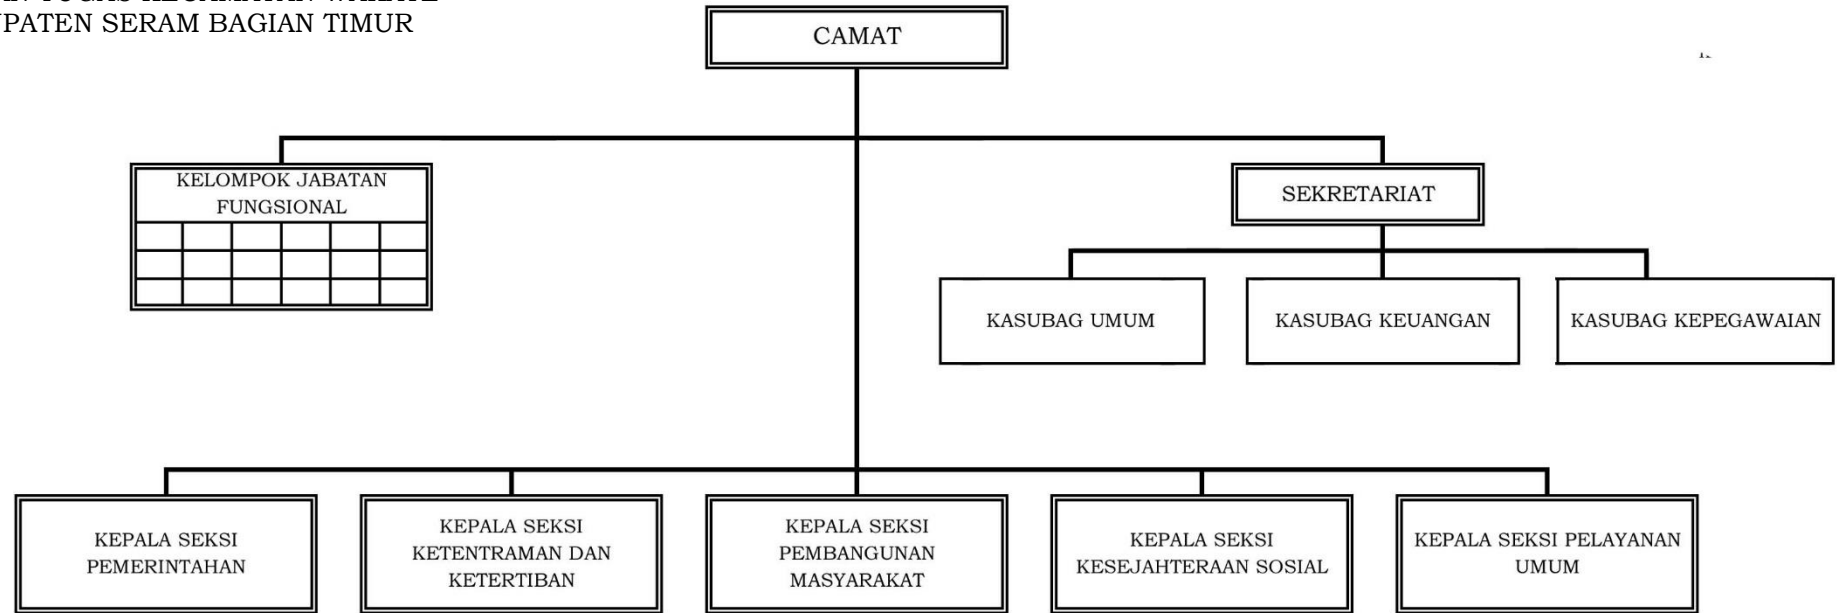 PATEN SERAM BAGIAN TIMUR
CAMAT
KELOMPOK JABATAN
FUNGSIONAL
SEKRETARIAT
KASUBAG UMUM
KASUBAG KEUANGAN
KASUBAG KEPEGAWAIAN
KEPALA SEKSI
PEMERINTAHAN
KEPALA SEKSI
KETENTRAMAN DAN
KETERTIBAN
KEPALA SEKSI
PEMBANGUNAN
MASYARAKAT
KEPALA SEKSI
KESEJAHTERAAN SOSIAL
KEPALA SEKSI PELAYANAN
UMUM